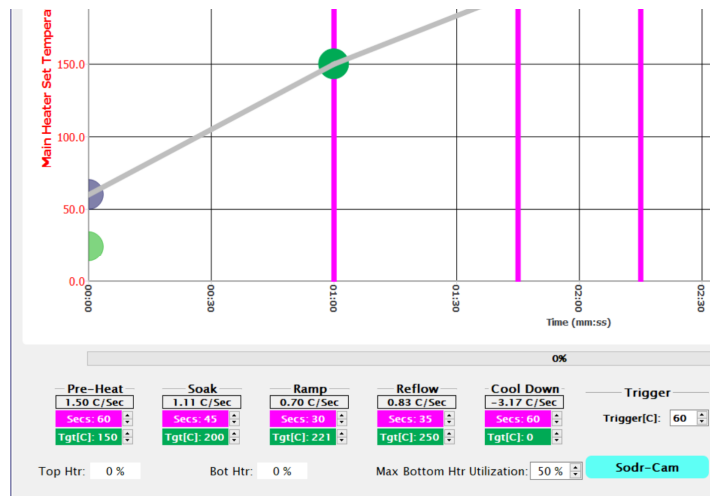 Main Heater Set Tempera
150.0
100.0
50.0
0.0
00:00
00:30
01:00
01:30
02:00
02:30
Time (mm:ss)
0%
Pre-Heat Soak Ramp Reflow Cool Down Trigger
1.50 C/Sec 1.11 C/Sec 0.70 C/Sec 0.83 C/Sec -3.17 C/Sec
Secs: 60 Secs: 45 Secs: 30 Secs: 35 Secs: 60 Trigger[C]: 60
Tgt[C]: 150 Tgt[C]: 200 Tgt[C]: 221 Tgt[C]: 250 Tgt[C]: 0
Top Htr: 0 % Bot Htr: 0 % Max Bottom Htr Utilization: 50 % Sodr-Cam